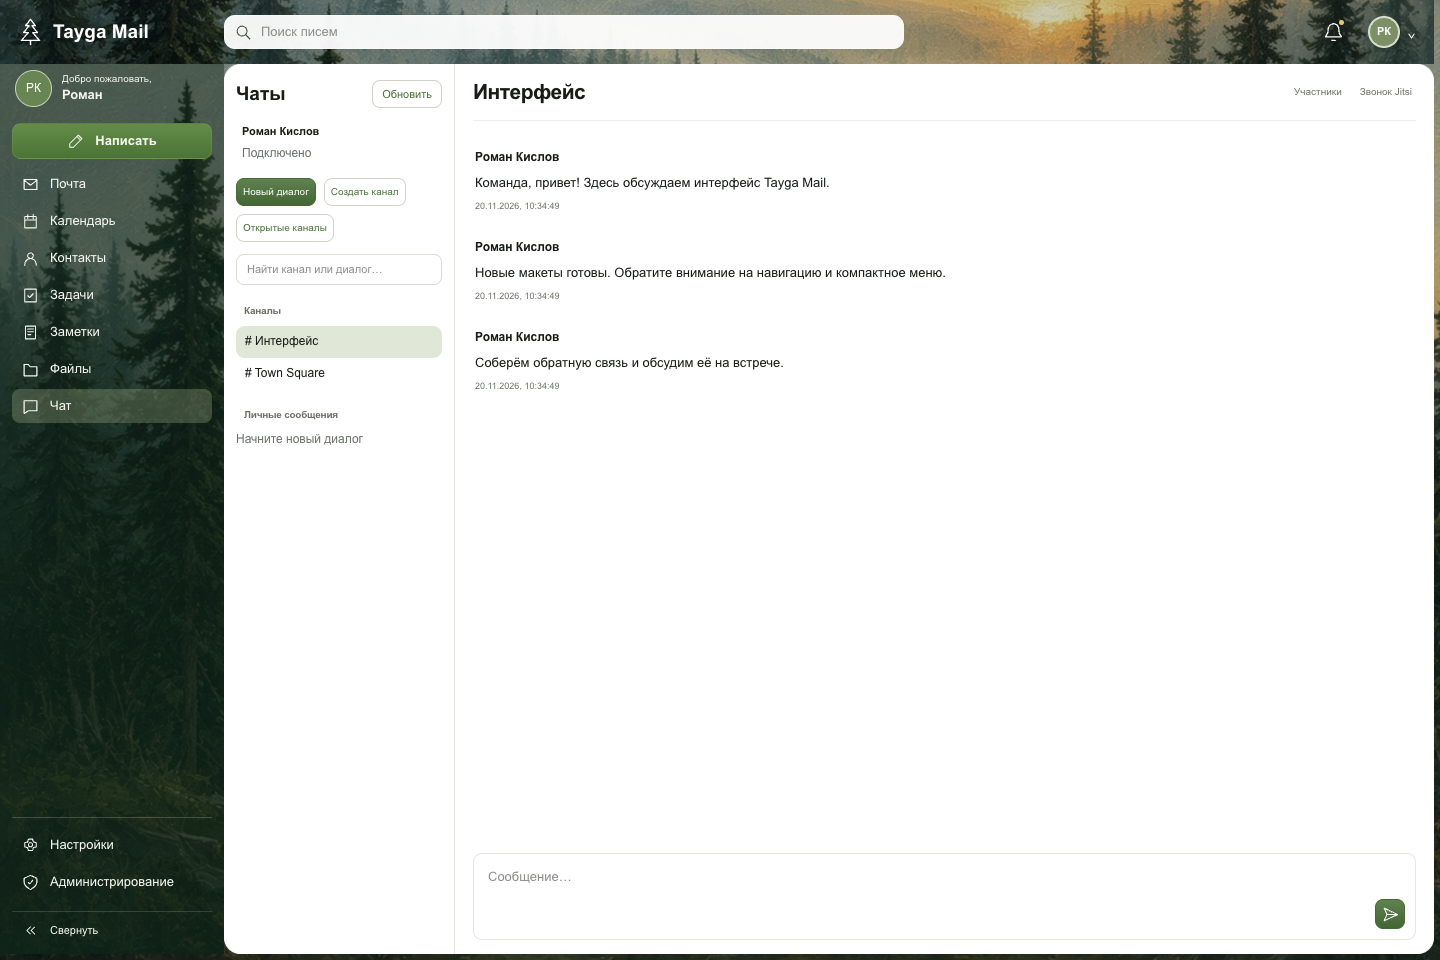 Tayga Mail
Поиск писем
РК
РК
Добро пожаловать,
Роман
Написать
Почта
Календарь
Контакты
Задачи
Заметки
Файлы
Чат
Настройки
Администрирование
Свернуть
Чаты
Обновить
Роман Кислов
Подключено
Новый диалог
Создать канал
Открытые каналы
Найти канал или диалог...
Каналы
# Интерфейс
# Town Square
Личные сообщения
Начните новый диалог
Интерфейс
Участники
Звонок Jitsi
Роман Кислов
Команда, привет! Здесь обсуждаем интерфейс Tayga Mail.
20.11.2026, 10:34:49
Роман Кислов
Новые макеты готовы. Обратите внимание на навигацию и компактное меню.
20.11.2026, 10:34:49
Роман Кислов
Соберём обратную связь и обсудим её на встрече.
20.11.2026, 10:34:49
Сообщение...